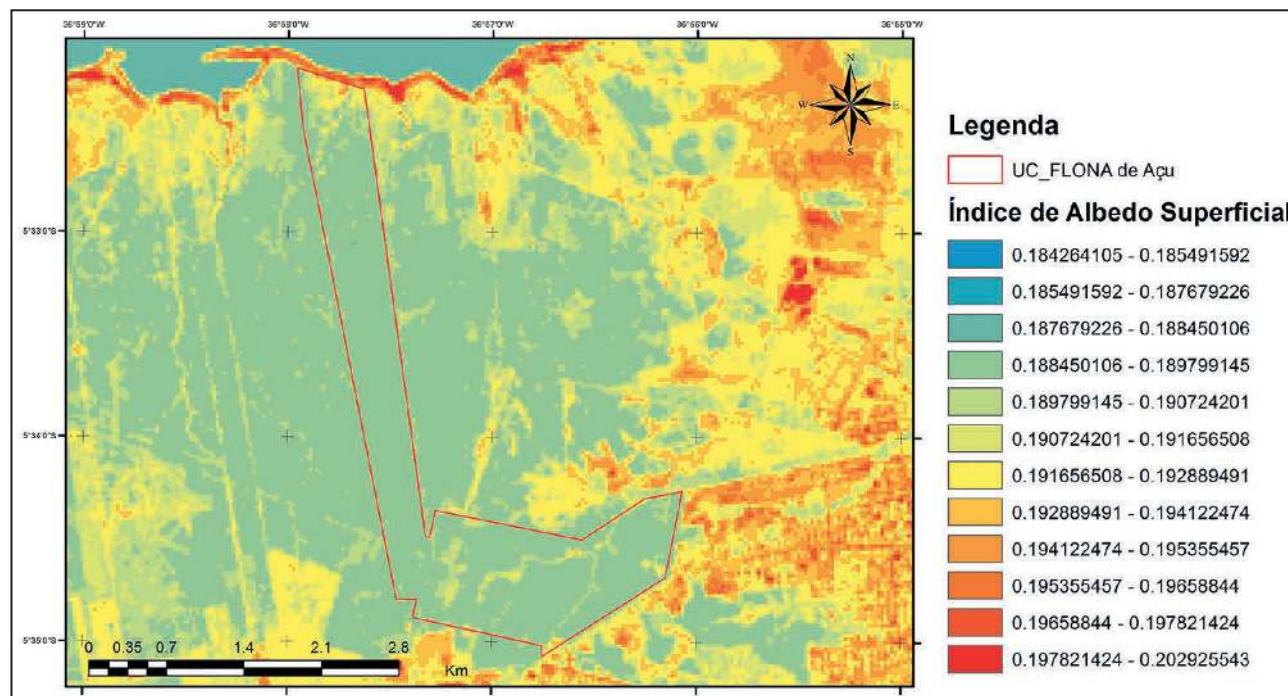 36°59'0"W 36°58'0"W 36°57'0"W 36°56'0"W 36°55'0"W
N
W E
S
5°33'0"S
5°34'0"S
5°35'0"S
0 0.35 0.7 1.4 2.1 2.8
Km
Legenda
UC_FLONA de Açu
Índice de Albedo Superficial
0.184264105 - 0.185491592
0.185491592 - 0.187679226
0.187679226 - 0.188450106
0.188450106 - 0.189799145
0.189799145 - 0.190724201
0.190724201 - 0.191656508
0.191656508 - 0.192889491
0.192889491 - 0.194122474
0.194122474 - 0.195355457
0.195355457 - 0.19658844
0.19658844 - 0.197821424
0.197821424 - 0.202925543